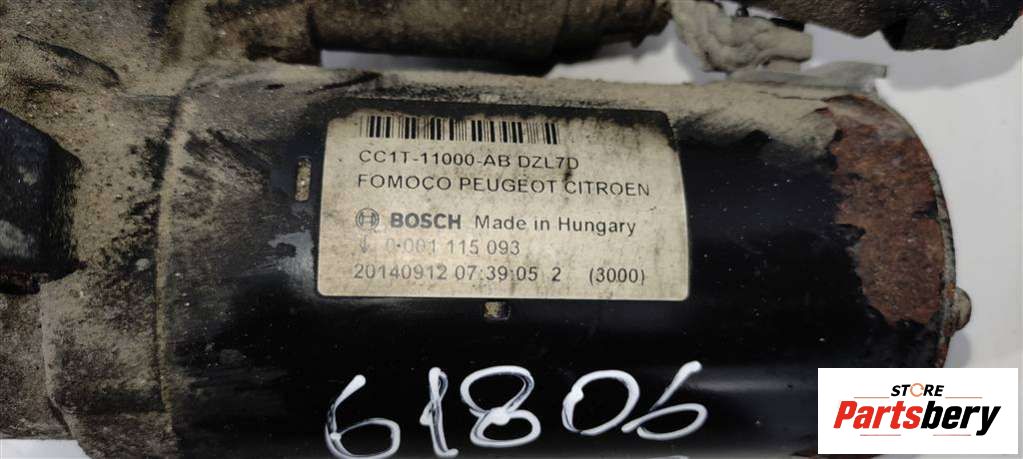 CC1T-11000-AB DZL7D
FOMOCO PEUGEOT CITROEN
BOSCH Made in Hungary
0 001 115 093
20140912 07:39:05 2 (3000)
61805
STORE
Partsbery